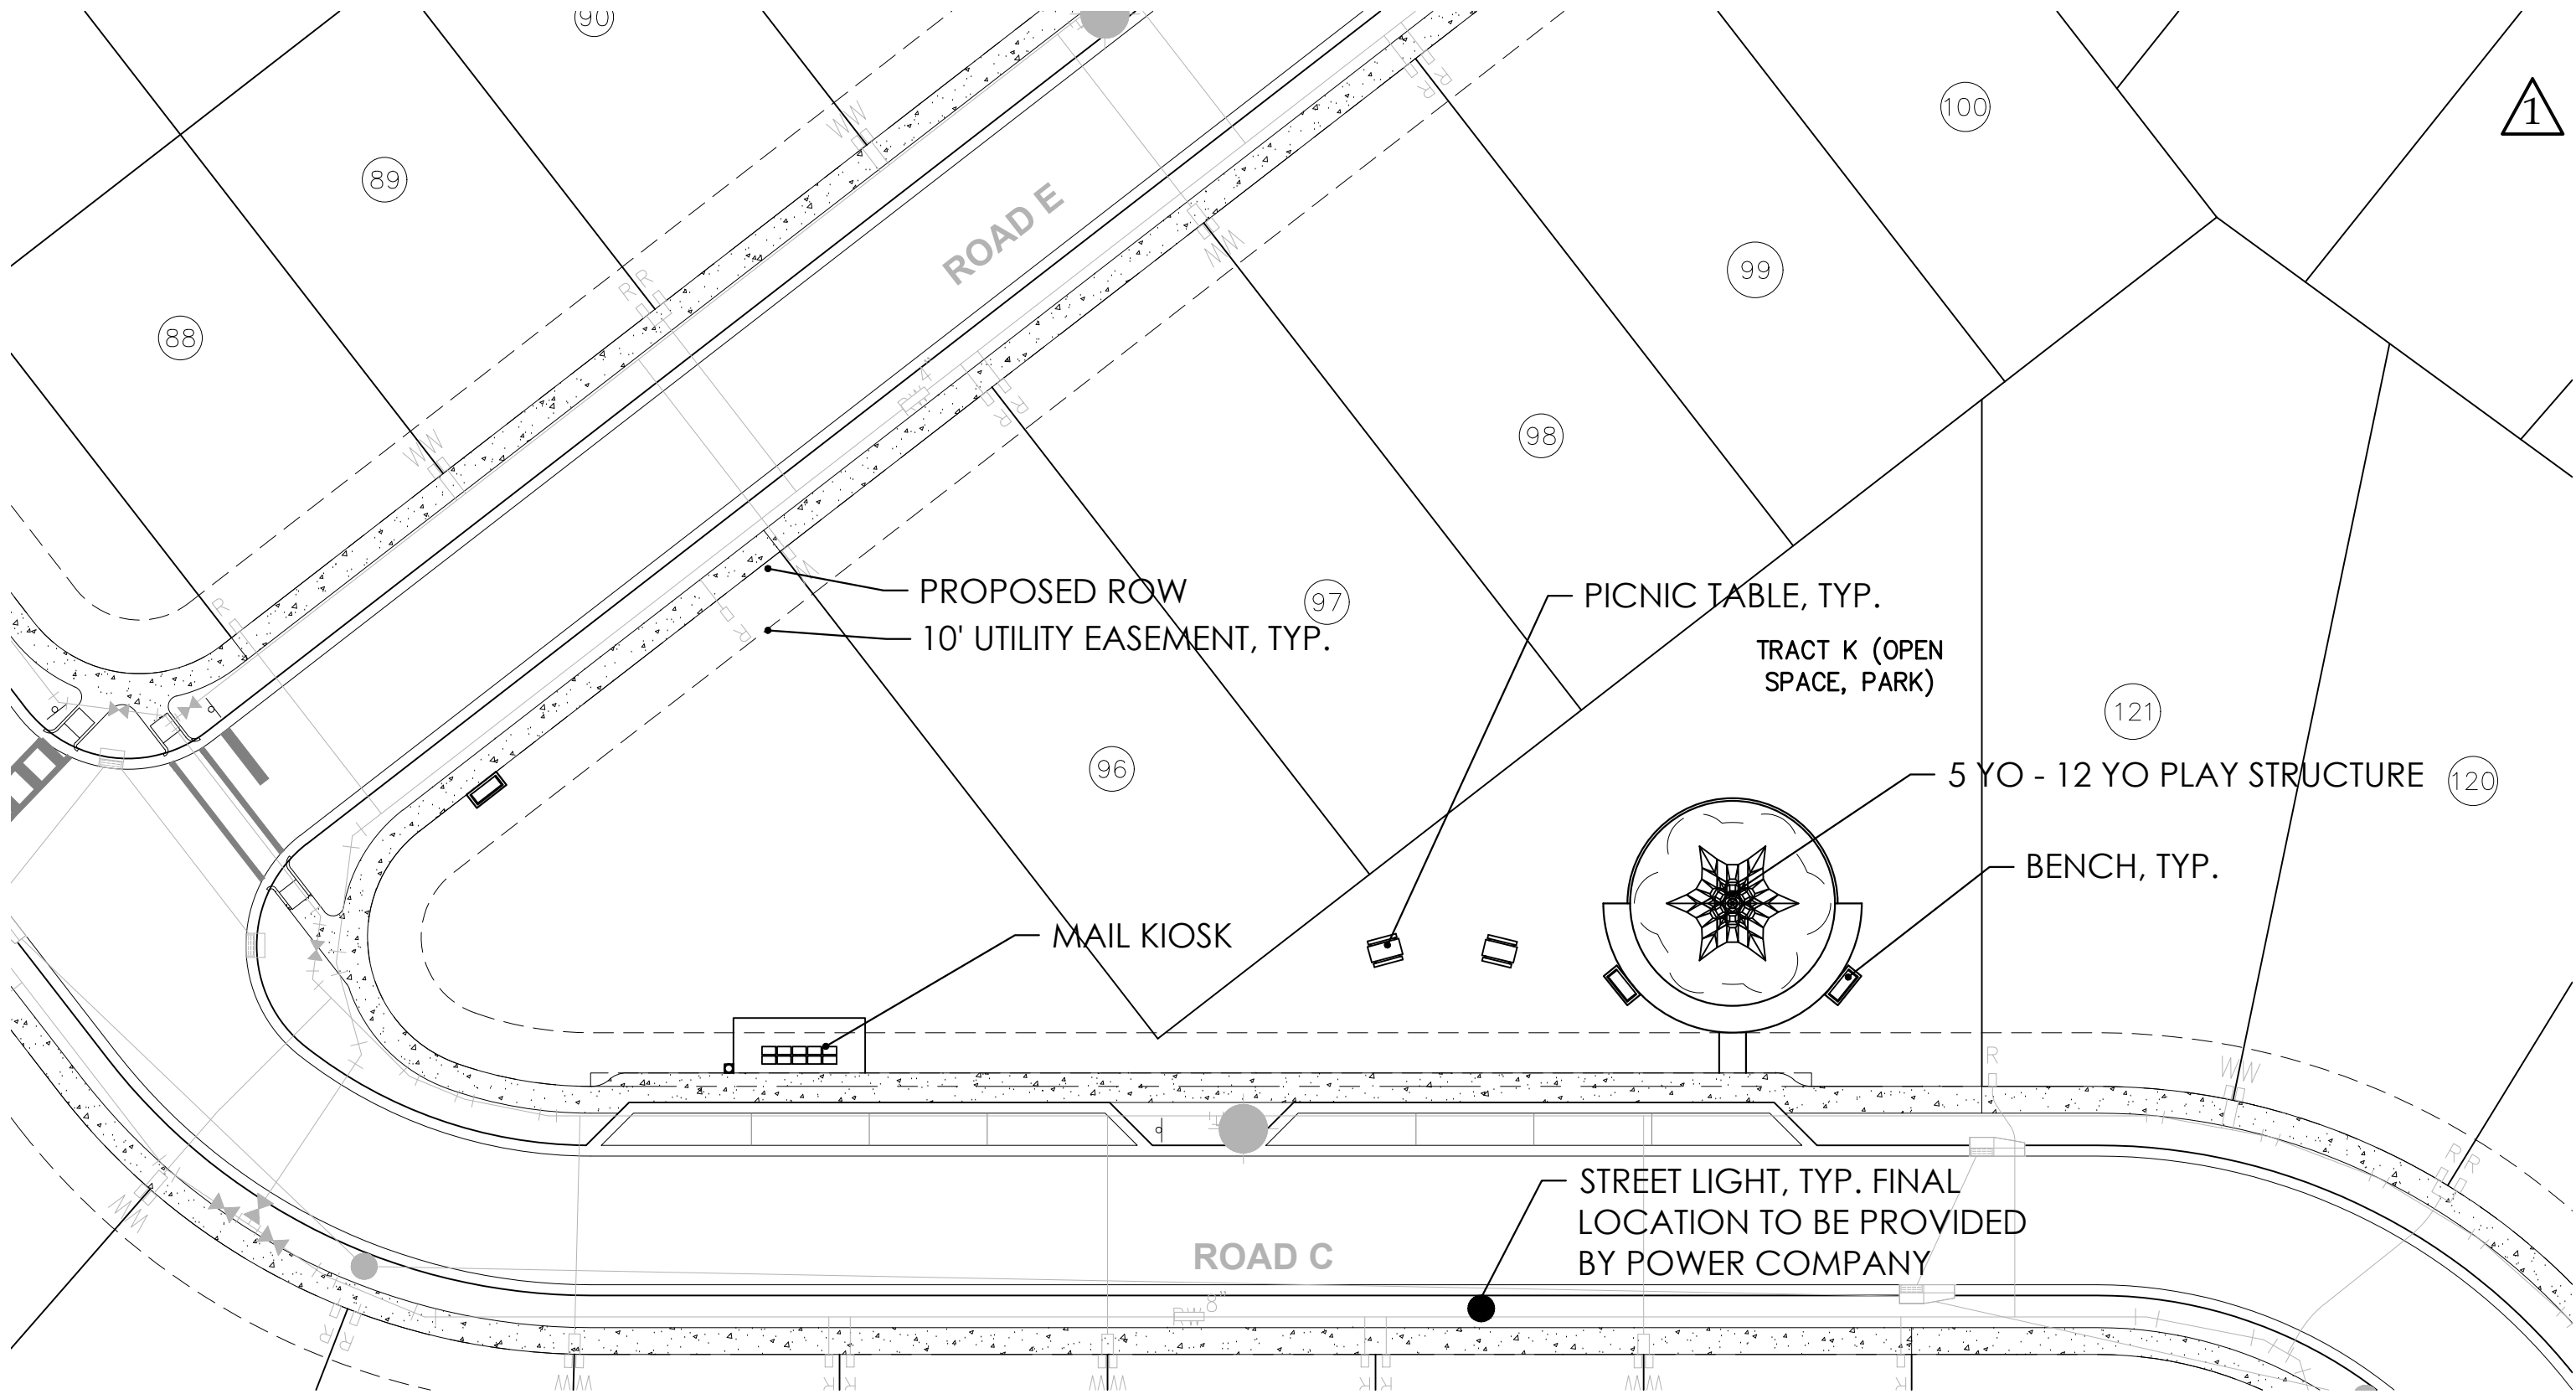 90
100
1
89
ROAD E
99
88
4"
98
PROPOSED ROW
97
PICNIC TABLE, TYP.
10' UTILITY EASEMENT, TYP.
TRACT K (OPEN
SPACE, PARK)
121
96
5 YO - 12 YO PLAY STRUCTURE
120
BENCH, TYP.
MAIL KIOSK
STREET LIGHT, TYP. FINAL
LOCATION TO BE PROVIDED
BY POWER COMPANY
ROAD C
8"